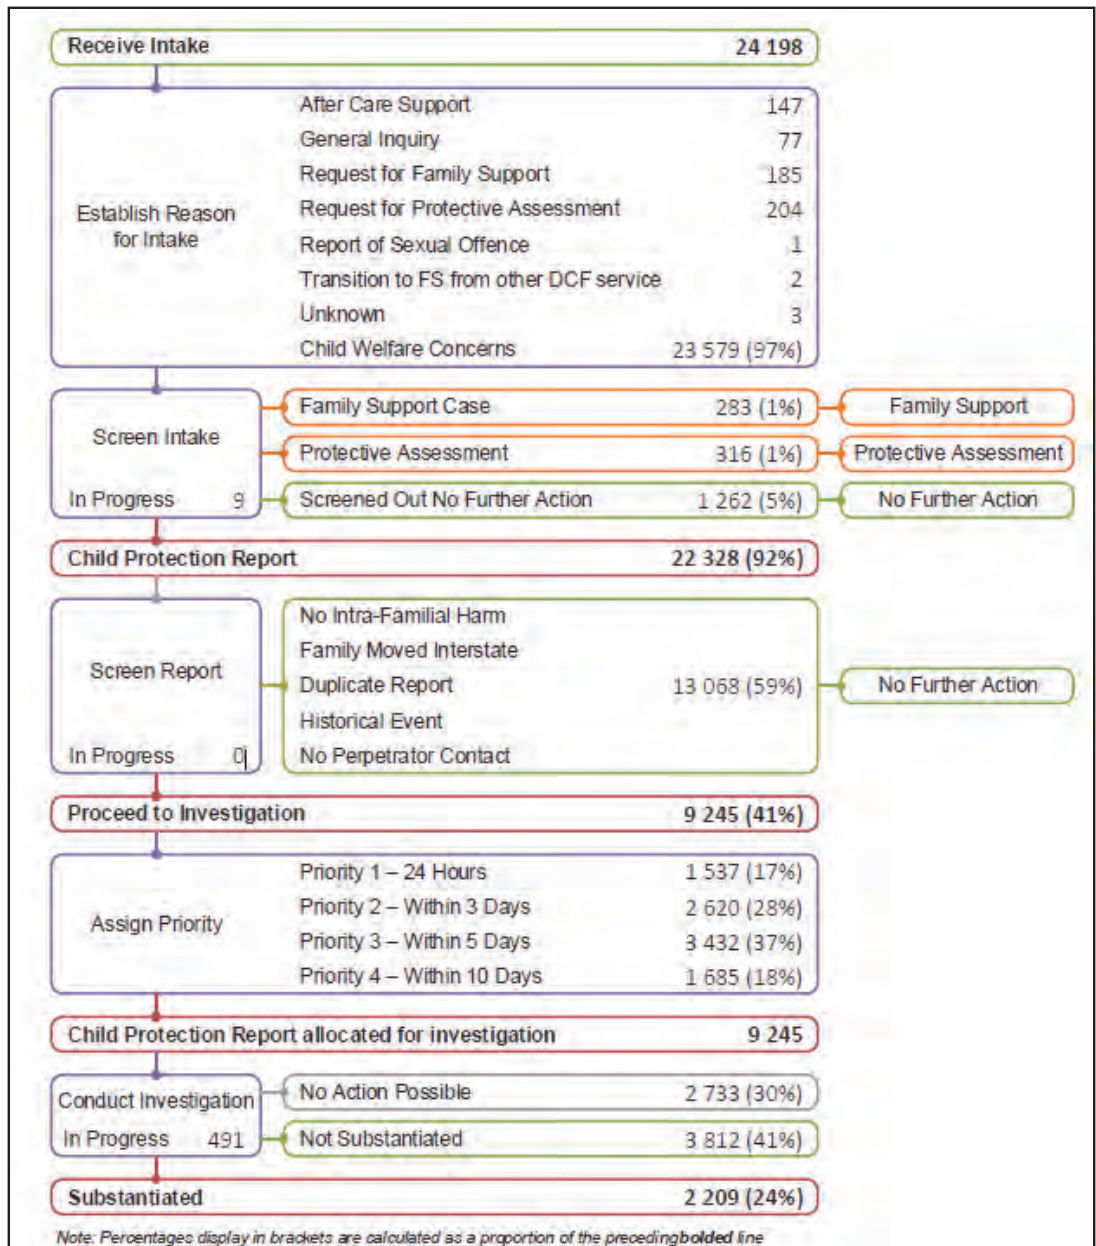 Receive Intake 24 198
After Care Support 147
General Inquiry 77
Request for Family Support 185
Establish Reason for Intake
Request for Protective Assessment 204
Report of Sexual Offence 1
Transition to FS from other DCF service 2
Unknown 3
Child Welfare Concerns 23 579 (97%)
Screen Intake
Family Support Case 283 (1%) Family Support
Protective Assessment 316 (1%) Protective Assessment
In Progress 9 Screened Out No Further Action 1 262 (5%) No Further Action
Child Protection Report 22 328 (92%)
No Intra-Familial Harm
Family Moved Interstate
Screen Report
Duplicate Report 13 068 (59%) No Further Action
Historical Event
In Progress 0 No Perpetrator Contact
Proceed to Investigation 9 245 (41%)
Priority 1 – 24 Hours 1 537 (17%)
Priority 2 – Within 3 Days 2 620 (28%)
Assign Priority
Priority 3 – Within 5 Days 3 432 (37%)
Priority 4 – Within 10 Days 1 685 (18%)
Child Protection Report allocated for investigation 9 245
Conduct Investigation No Action Possible 2 733 (30%)
In Progress 491 Not Substantiated 3 812 (41%)
Substantiated 2 209 (24%)
Note: Percentages display in brackets are calculated as a proportion of the precedingbolded line